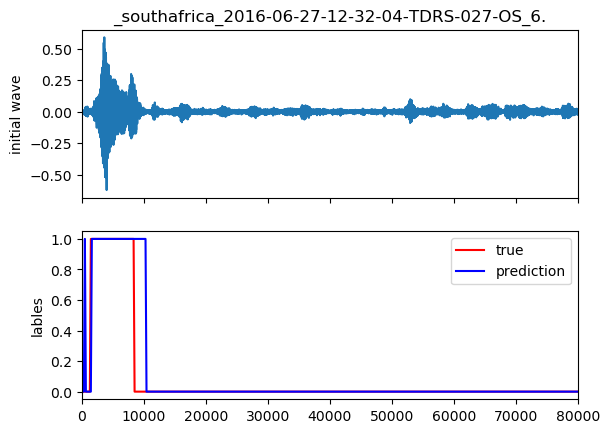 _southafrica_2016-06-27-12-32-04-TDRS-027-OS_6.
initial wave
0.50
0.25
0.00
−0.25
−0.50
lables
1.0
0.8
0.6
0.4
0.2
0.0
true
prediction
0 10000 20000 30000 40000 50000 60000 70000 80000